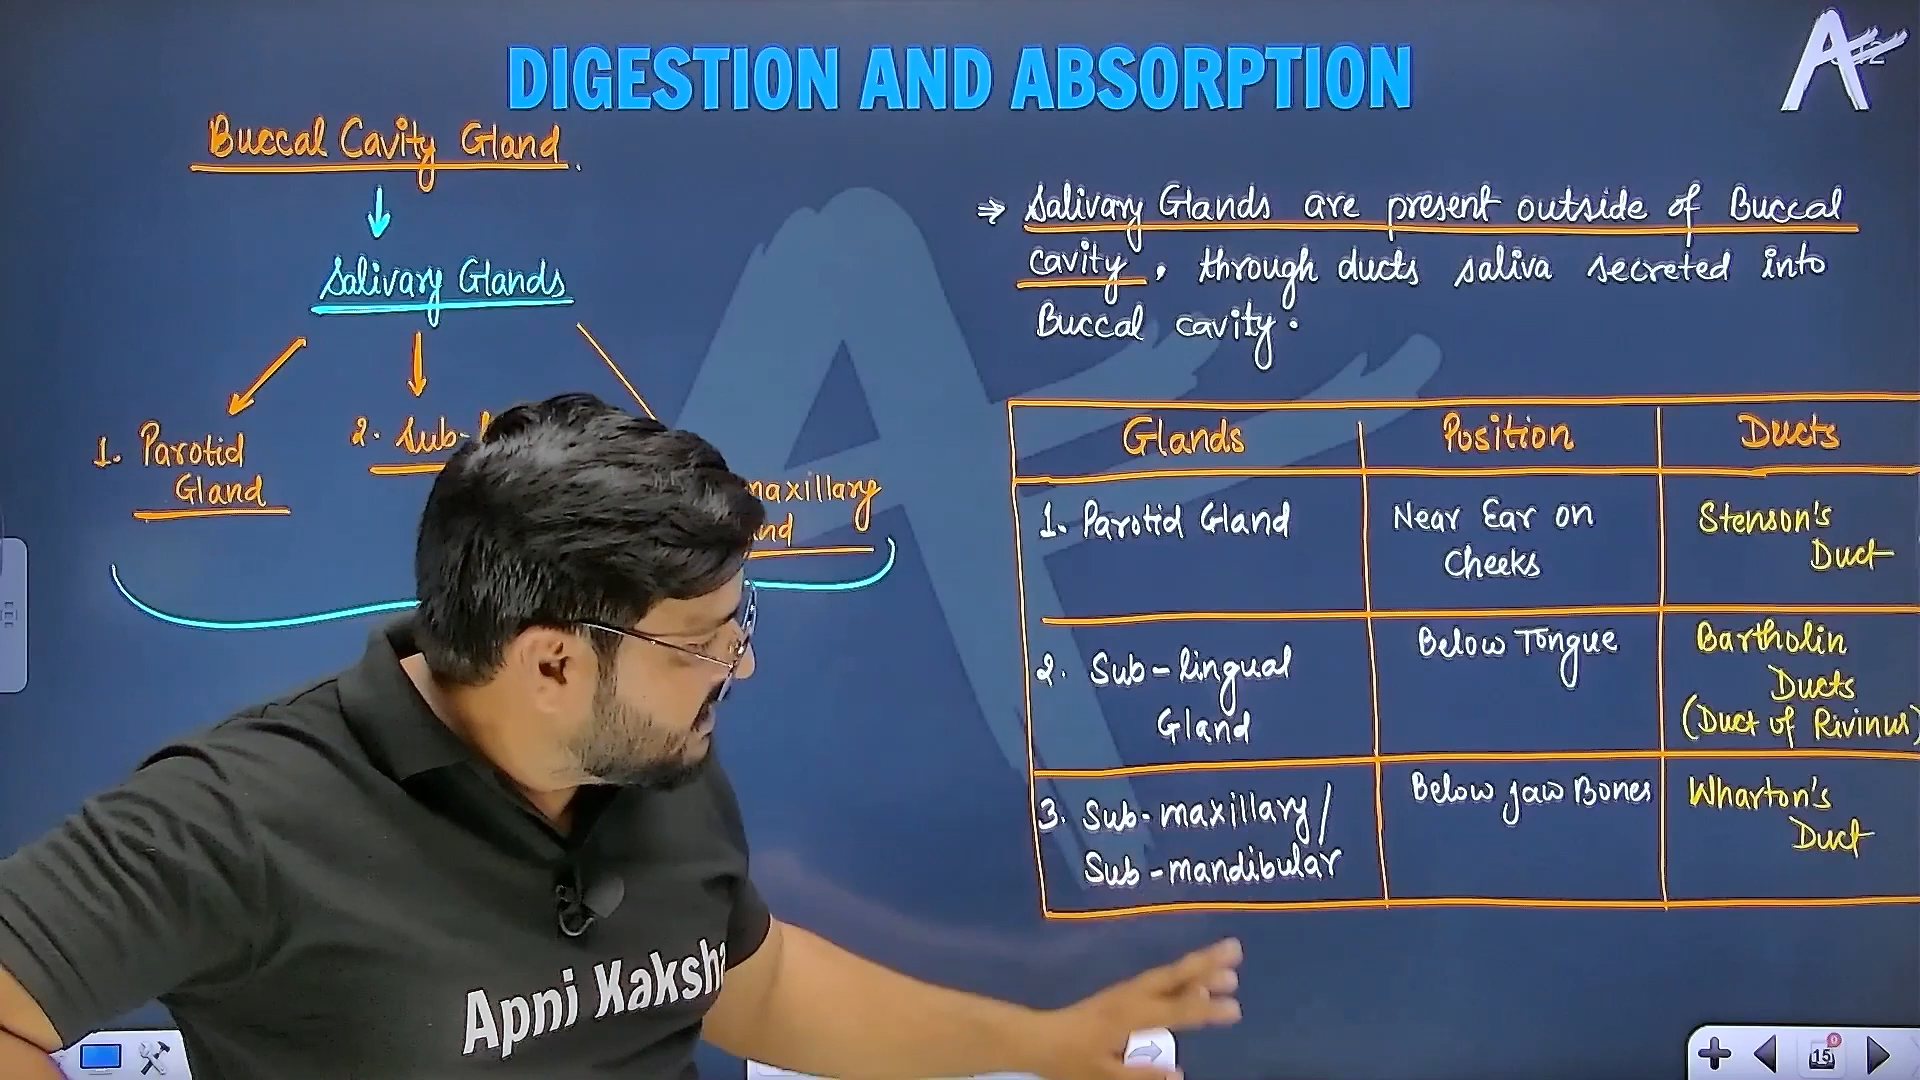 DIGESTION AND ABSORPTION
Buccal Cavity Gland
Salivary Glands
1. Parotid
Gland
2. Sub-
maxillary
⇒ Salivary Glands are present outside of Buccal
cavity, through ducts saliva secreted into
Buccal cavity.
Glands Position Ducts
1. Parotid Gland Near Ear on
Cheeks Stenson's
Duct
2. Sub-lingual
Gland Below Tongue Bartholin
Ducts
(Duct of Rivinus)
3. Sub-maxillary/
Sub-mandibular Below jaw Bones Wharton's
Duct
Apni Kaksha
15